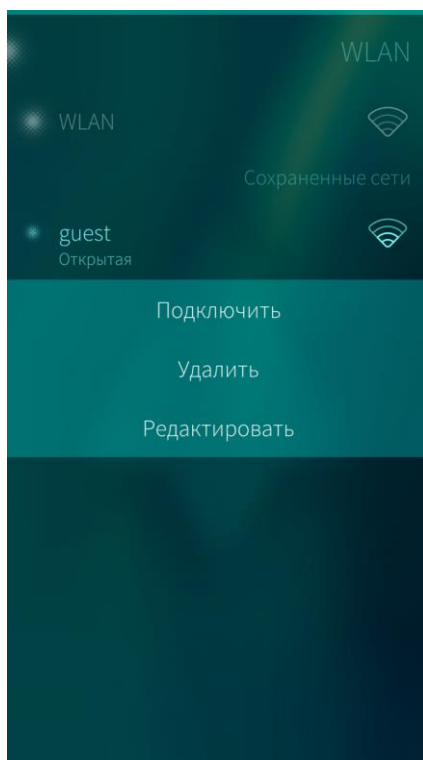 WLAN
WLAN
Сохраненные сети
guest
Открытая
Подключить
Удалить
Редактировать